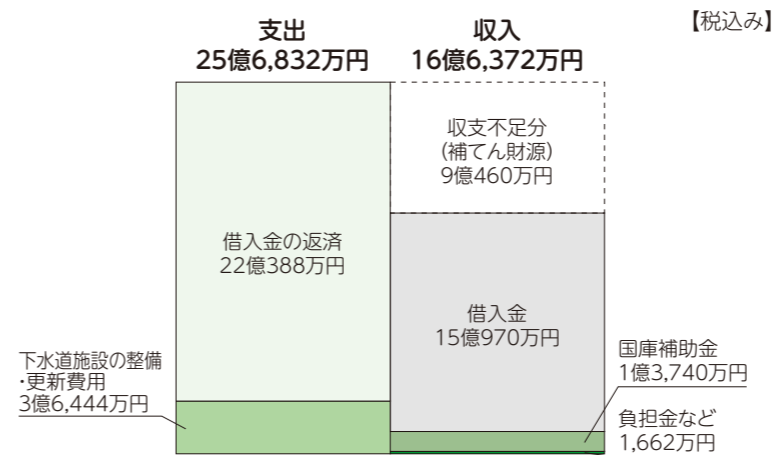 【税込み】
支出
25億6,832万円
収入
16億6,372万円
収支不足分
(補てん財源)
9億460万円
借入金の返済
22億388万円
借入金
15億970万円
下水道施設の整備
・更新費用
3億6,444万円
国庫補助金
1億3,740万円
負担金など
1,662万円